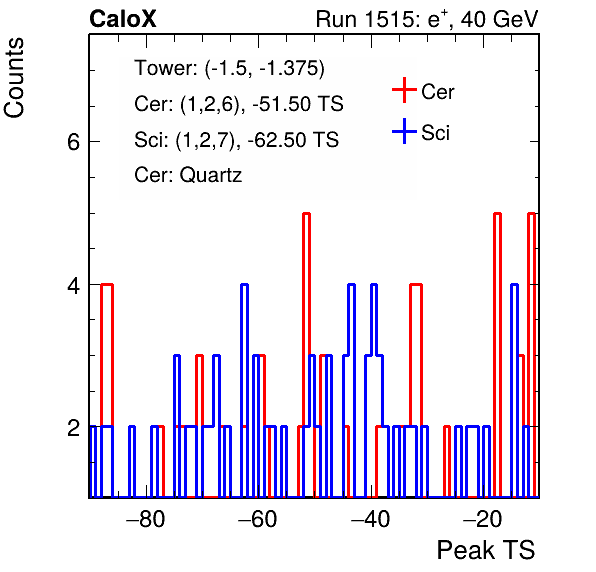 CaloX
Run 1515: e+, 40 GeV
Counts
Tower: (-1.5, -1.375)
Cer: (1,2,6), -51.50 TS
Sci: (1,2,7), -62.50 TS
Cer: Quartz
Cer
Sci
6
4
2
−80 −60 −40 −20
Peak TS